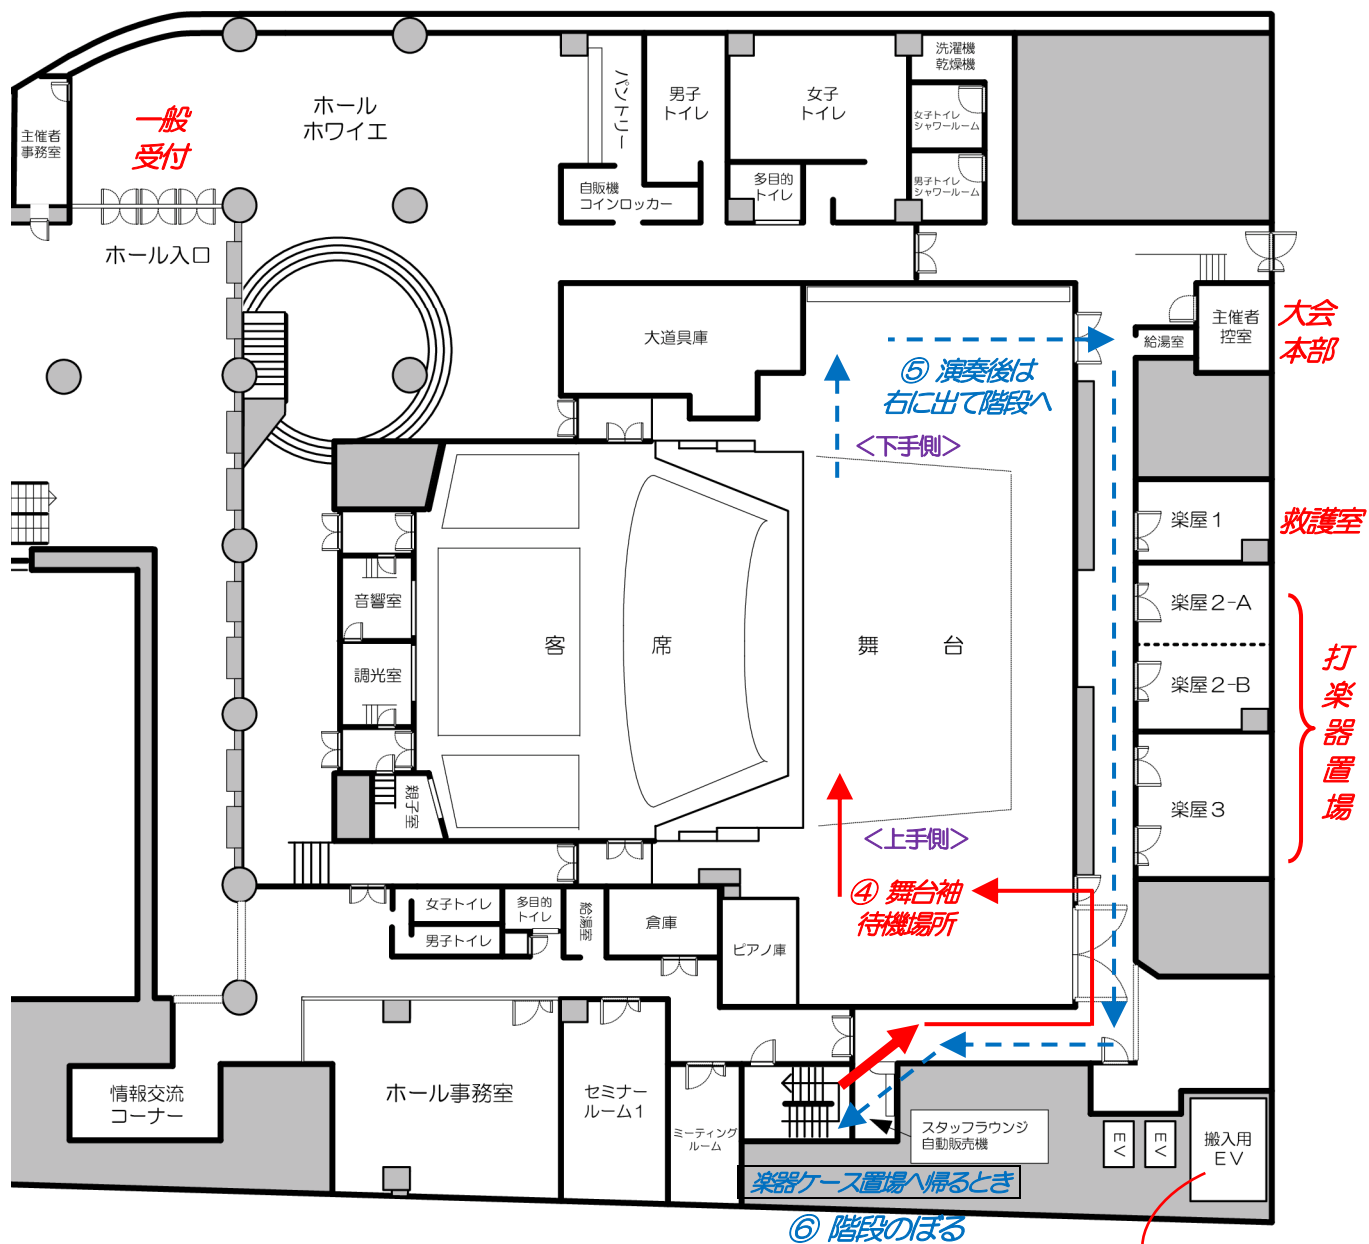 洗濯機
乾燥機
パントリー
男子
トイレ
女子
トイレ
ホール
ホワイエ
一般
受付
主催者
事務室
女子トイレ
シャワールーム
男子トイレ
シャワールーム
多目的
トイレ
自販機
コインロッカー
ホール入口
大道具庫
主催者
控室
大会
本部
給湯室
⑤ 演奏後は
右に出て階段へ
<下手側>
楽屋1
救護室
楽屋2-A
音響室
客席
舞台
調光室
楽屋2-B
打楽器置場
親子室
楽屋3
<上手側>
④ 舞台袖
待機場所
女子トイレ
男子トイレ
多目的
トイレ
給湯室
倉庫
ピアノ庫
情報交流
コーナー
ホール事務室
セミナー
ルーム1
ミーティング
ルーム
スタッフラウンジ
自動販売機
EV
EV
搬入用
EV
楽器ケース置場へ帰るとき
⑥ 階段のぼる